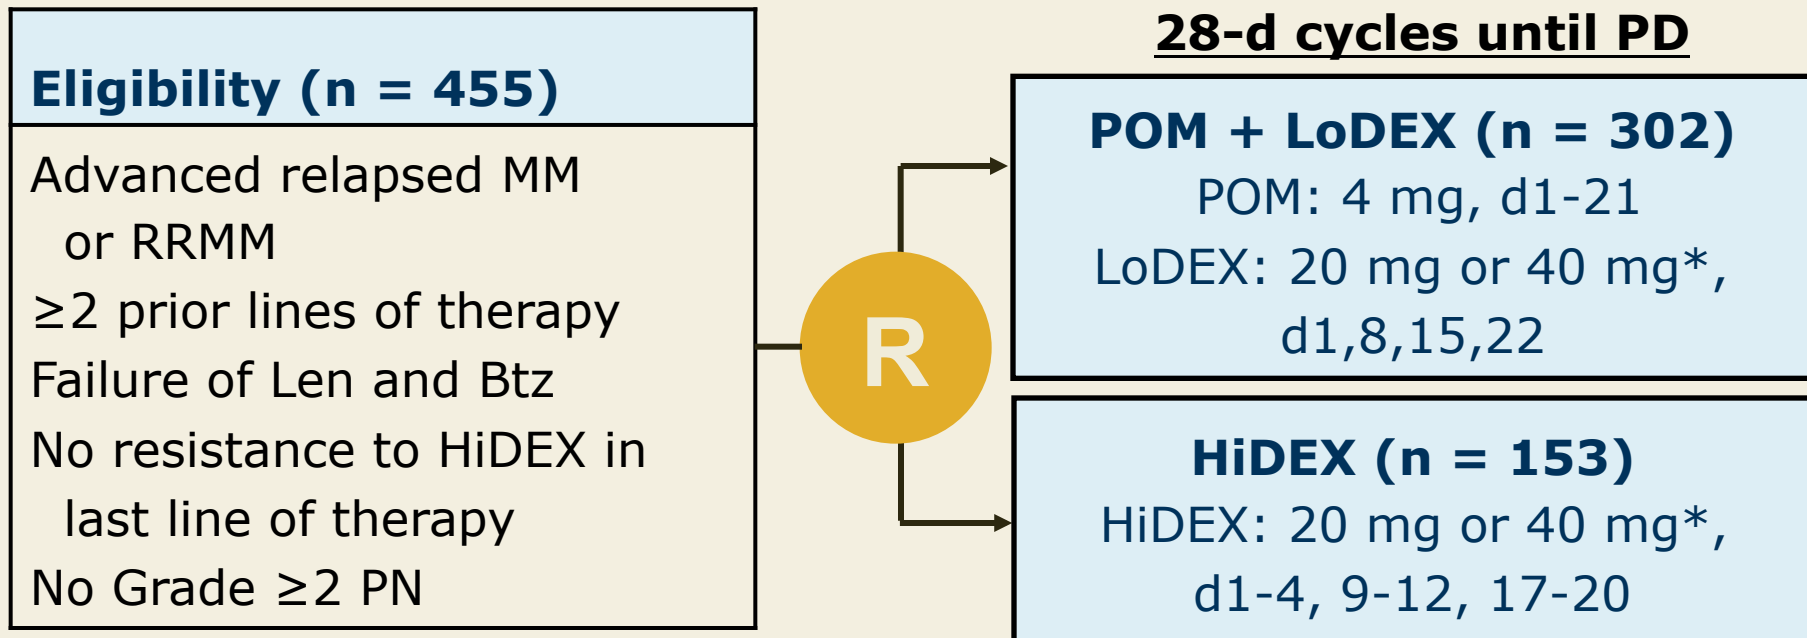 Eligibility (n = 455)
Advanced relapsed MM
or RRMM
≥2 prior lines of therapy
Failure of Len and Btz
No resistance to HiDEX in
last line of therapy
No Grade ≥2 PN
R
28-d cycles until PD
POM + LoDEX (n = 302)
POM: 4 mg, d1-21
LoDEX: 20 mg or 40 mg*,
d1,8,15,22
HiDEX (n = 153)
HiDEX: 20 mg or 40 mg*,
d1-4, 9-12, 17-20